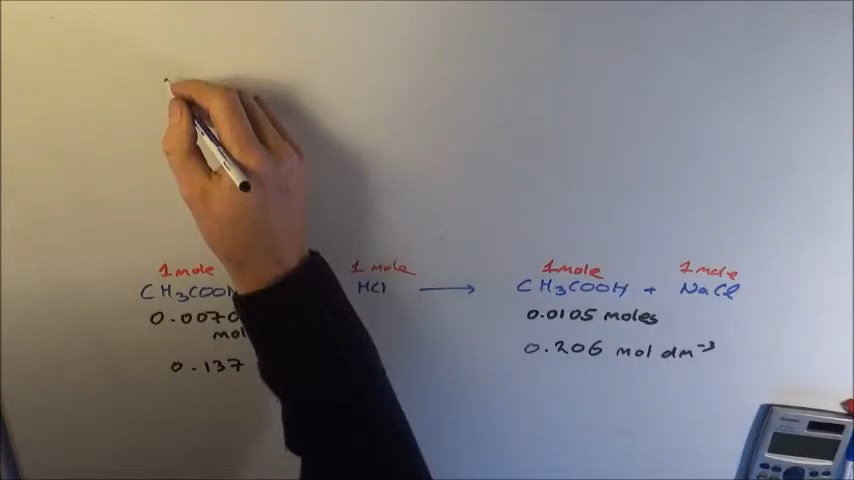 1 mole 1 mole 1 mole 1 mole
CH3COO HCl → CH3COOH + NaCl
0.0070 0.0105 moles
mol
0.137 0.206 mol dm⁻³
CASIO